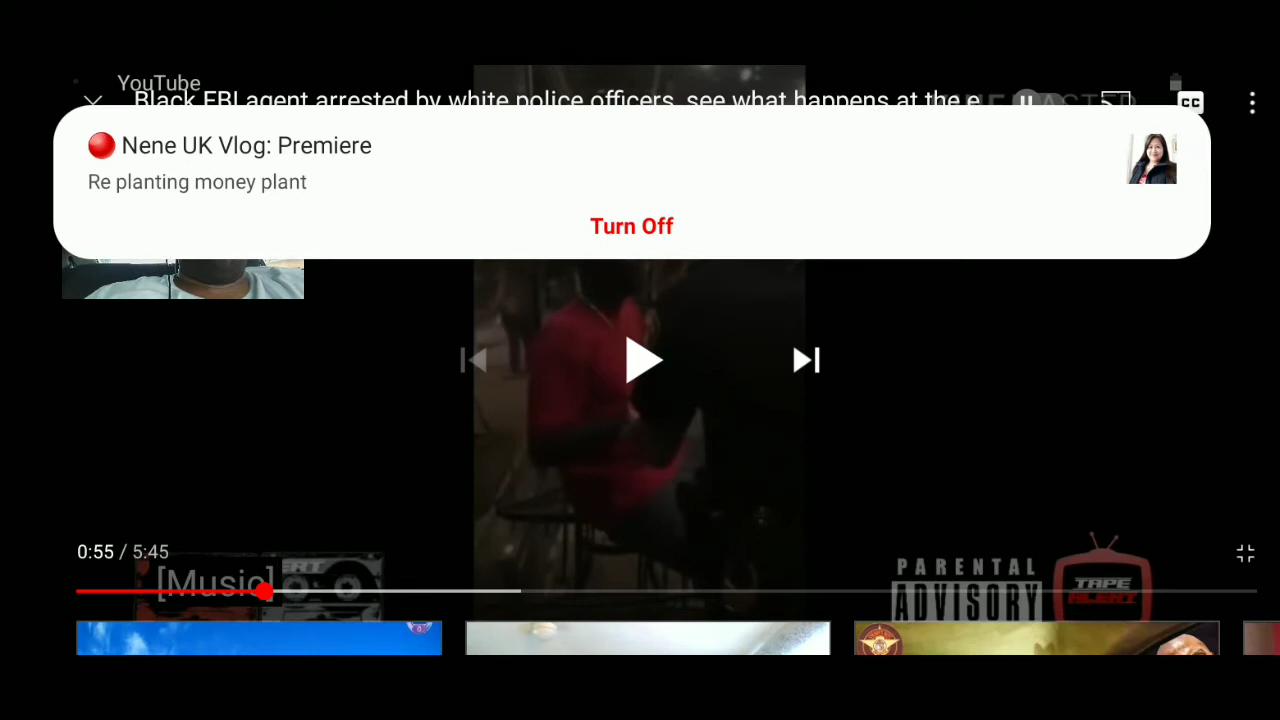 YouTube
Black FBI agent arrested by white police officers, see what happens at the e
CC
🔴 Nene UK Vlog: Premiere
Re planting money plant
Turn Off
0:55 / 5:45
[Music]
PARENTAL
ADVISORY
TAPE
ALERT